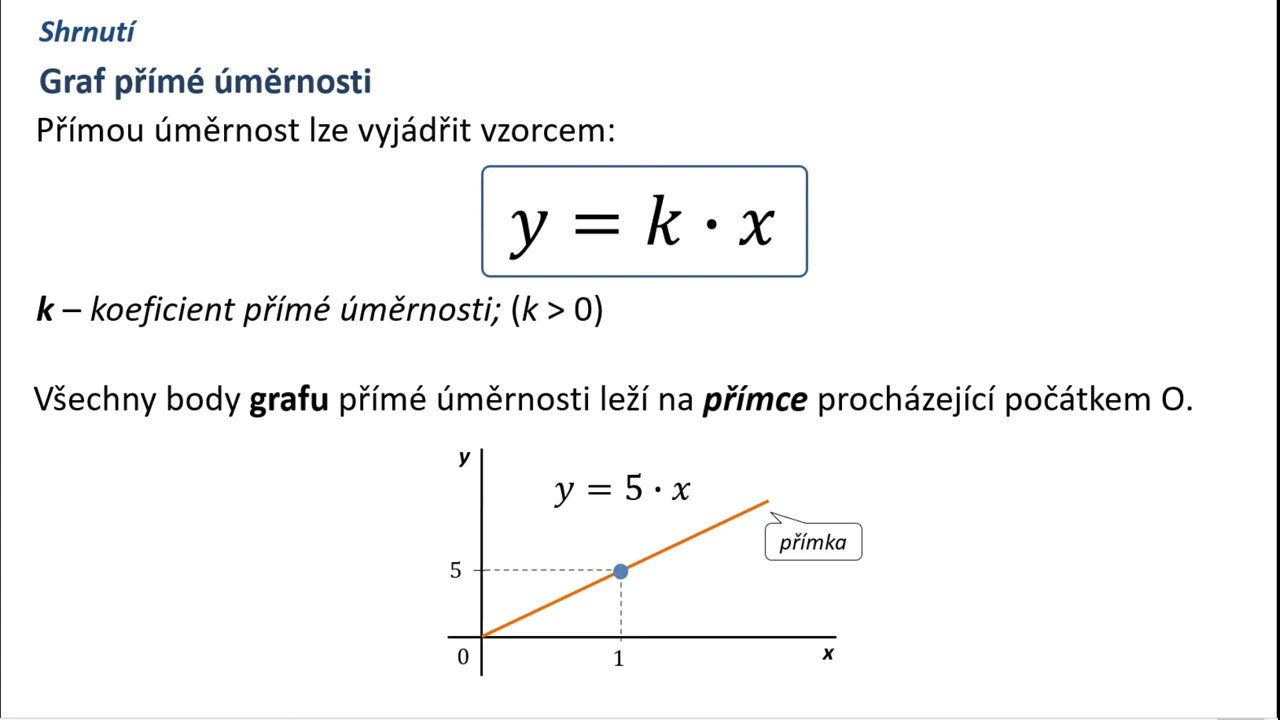 Shrnutí
Graf přímé úměrnosti
Přímou úměrnost lze vyjádřit vzorcem:
y = k · x
k – koeficient přímé úměrnosti; (k > 0)
Všechny body grafu přímé úměrnosti leží na přímce procházející počátkem O.
y
y = 5 · x
přímka
5
0
1
x